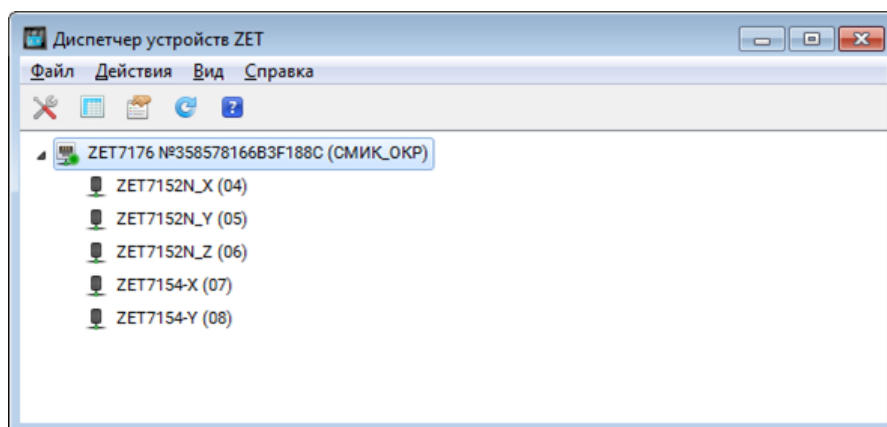 Диспетчер устройств ZET
Файл Действия Вид Справка
ZET7176 №358578166B3F188C (СМИК_ОКР)
ZET7152N_X (04)
ZET7152N_Y (05)
ZET7152N_Z (06)
ZET7154-X (07)
ZET7154-Y (08)